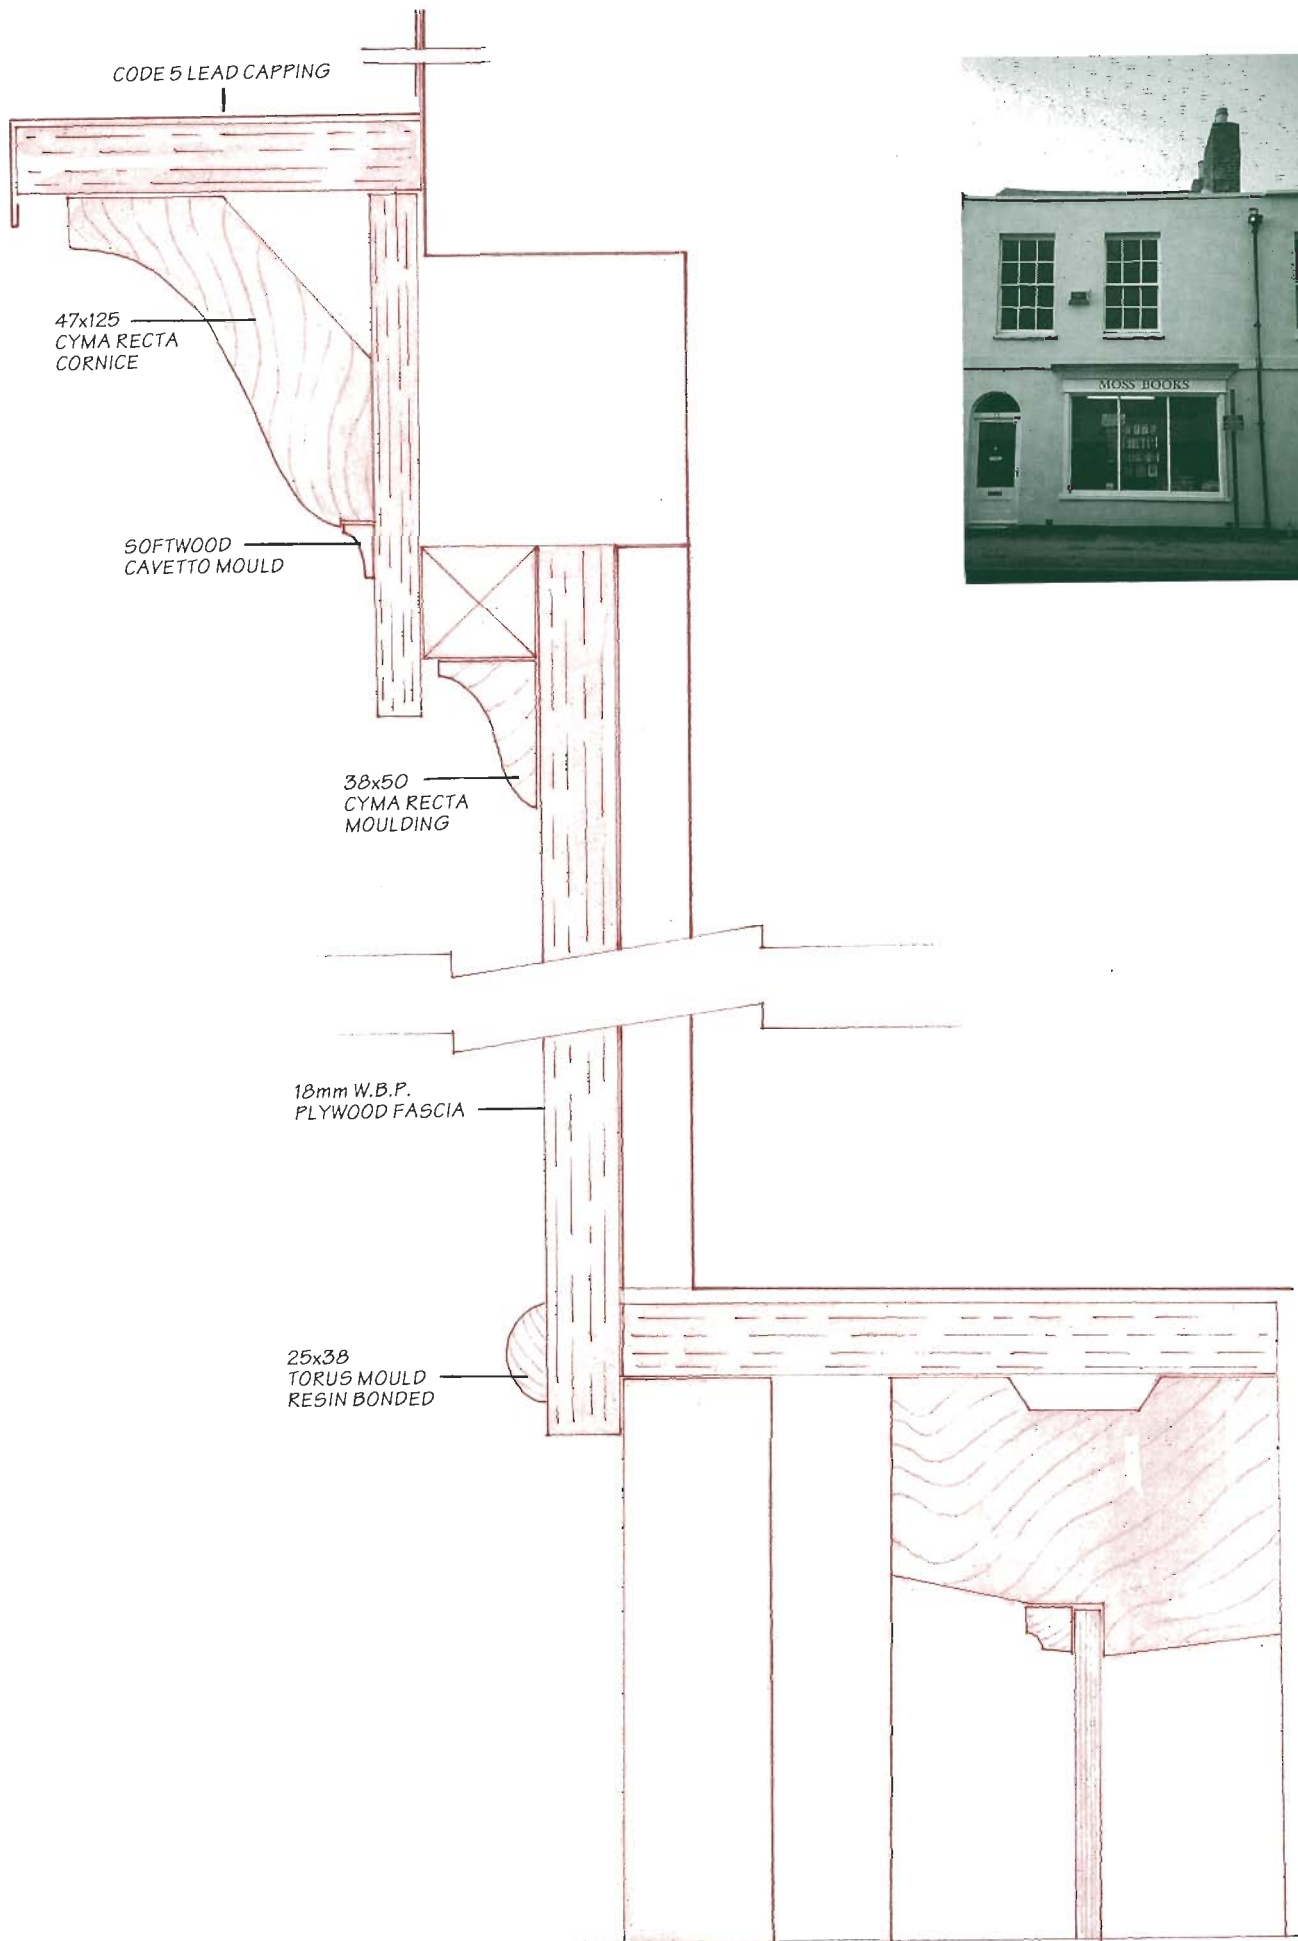 CODE 5 LEAD CAPPING
47x125
CYMA RECTA
CORNICE
SOFTWOOD
CAVETTO MOULD
38x50
CYMA RECTA
MOULDING
18mm W.B.P.
PLYWOOD FASCIA
25x38
TORUS MOULD
RESIN BONDED
MOSS BOOKS